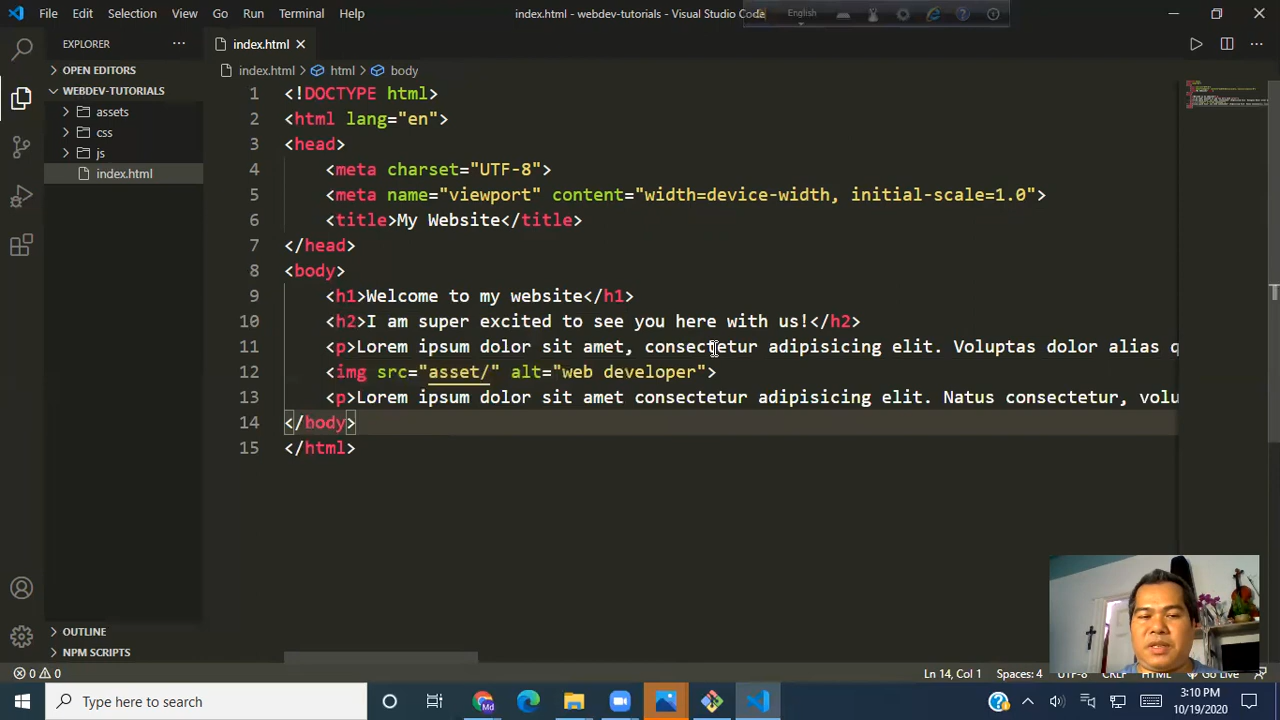 File Edit Selection View Go Run Terminal Help index.html - webdev-tutorials - Visual Studio Code English
EXPLORER
index.html
OPEN EDITORS
WEBDEV-TUTORIALS
assets
css
js
index.html
index.html > html > body
1 <!DOCTYPE html>
2 <html lang="en">
3 <head>
4 <meta charset="UTF-8">
5 <meta name="viewport" content="width=device-width, initial-scale=1.0">
6 <title>My Website</title>
7 </head>
8 <body>
9 <h1>Welcome to my website</h1>
10 <h2>I am super excited to see you here with us!</h2>
11 <p>Lorem ipsum dolor sit amet, consectetur adipisicing elit. Voluptas dolor alias q
12 <img src="asset/" alt="web developer">
13 <p>Lorem ipsum dolor sit amet consectetur adipisicing elit. Natus consectetur, volu
14 </body>
15 </html>
OUTLINE
NPM SCRIPTS
0 0 Ln 14, Col 1 Spaces: 4 UTF-8 CRLF HTML Go Live
Type here to search
Md
3:10 PM
10/19/2020